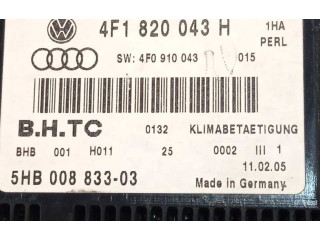 4F1 820 043 H 1HA
PERL
SW: 4F0 910 043 015
B.H.TC 0132 KLIMABETAETIGUNG
BHB 001 H011 25 0002 III 1
11.02.05
5HB 008 833-03 Made in Germany